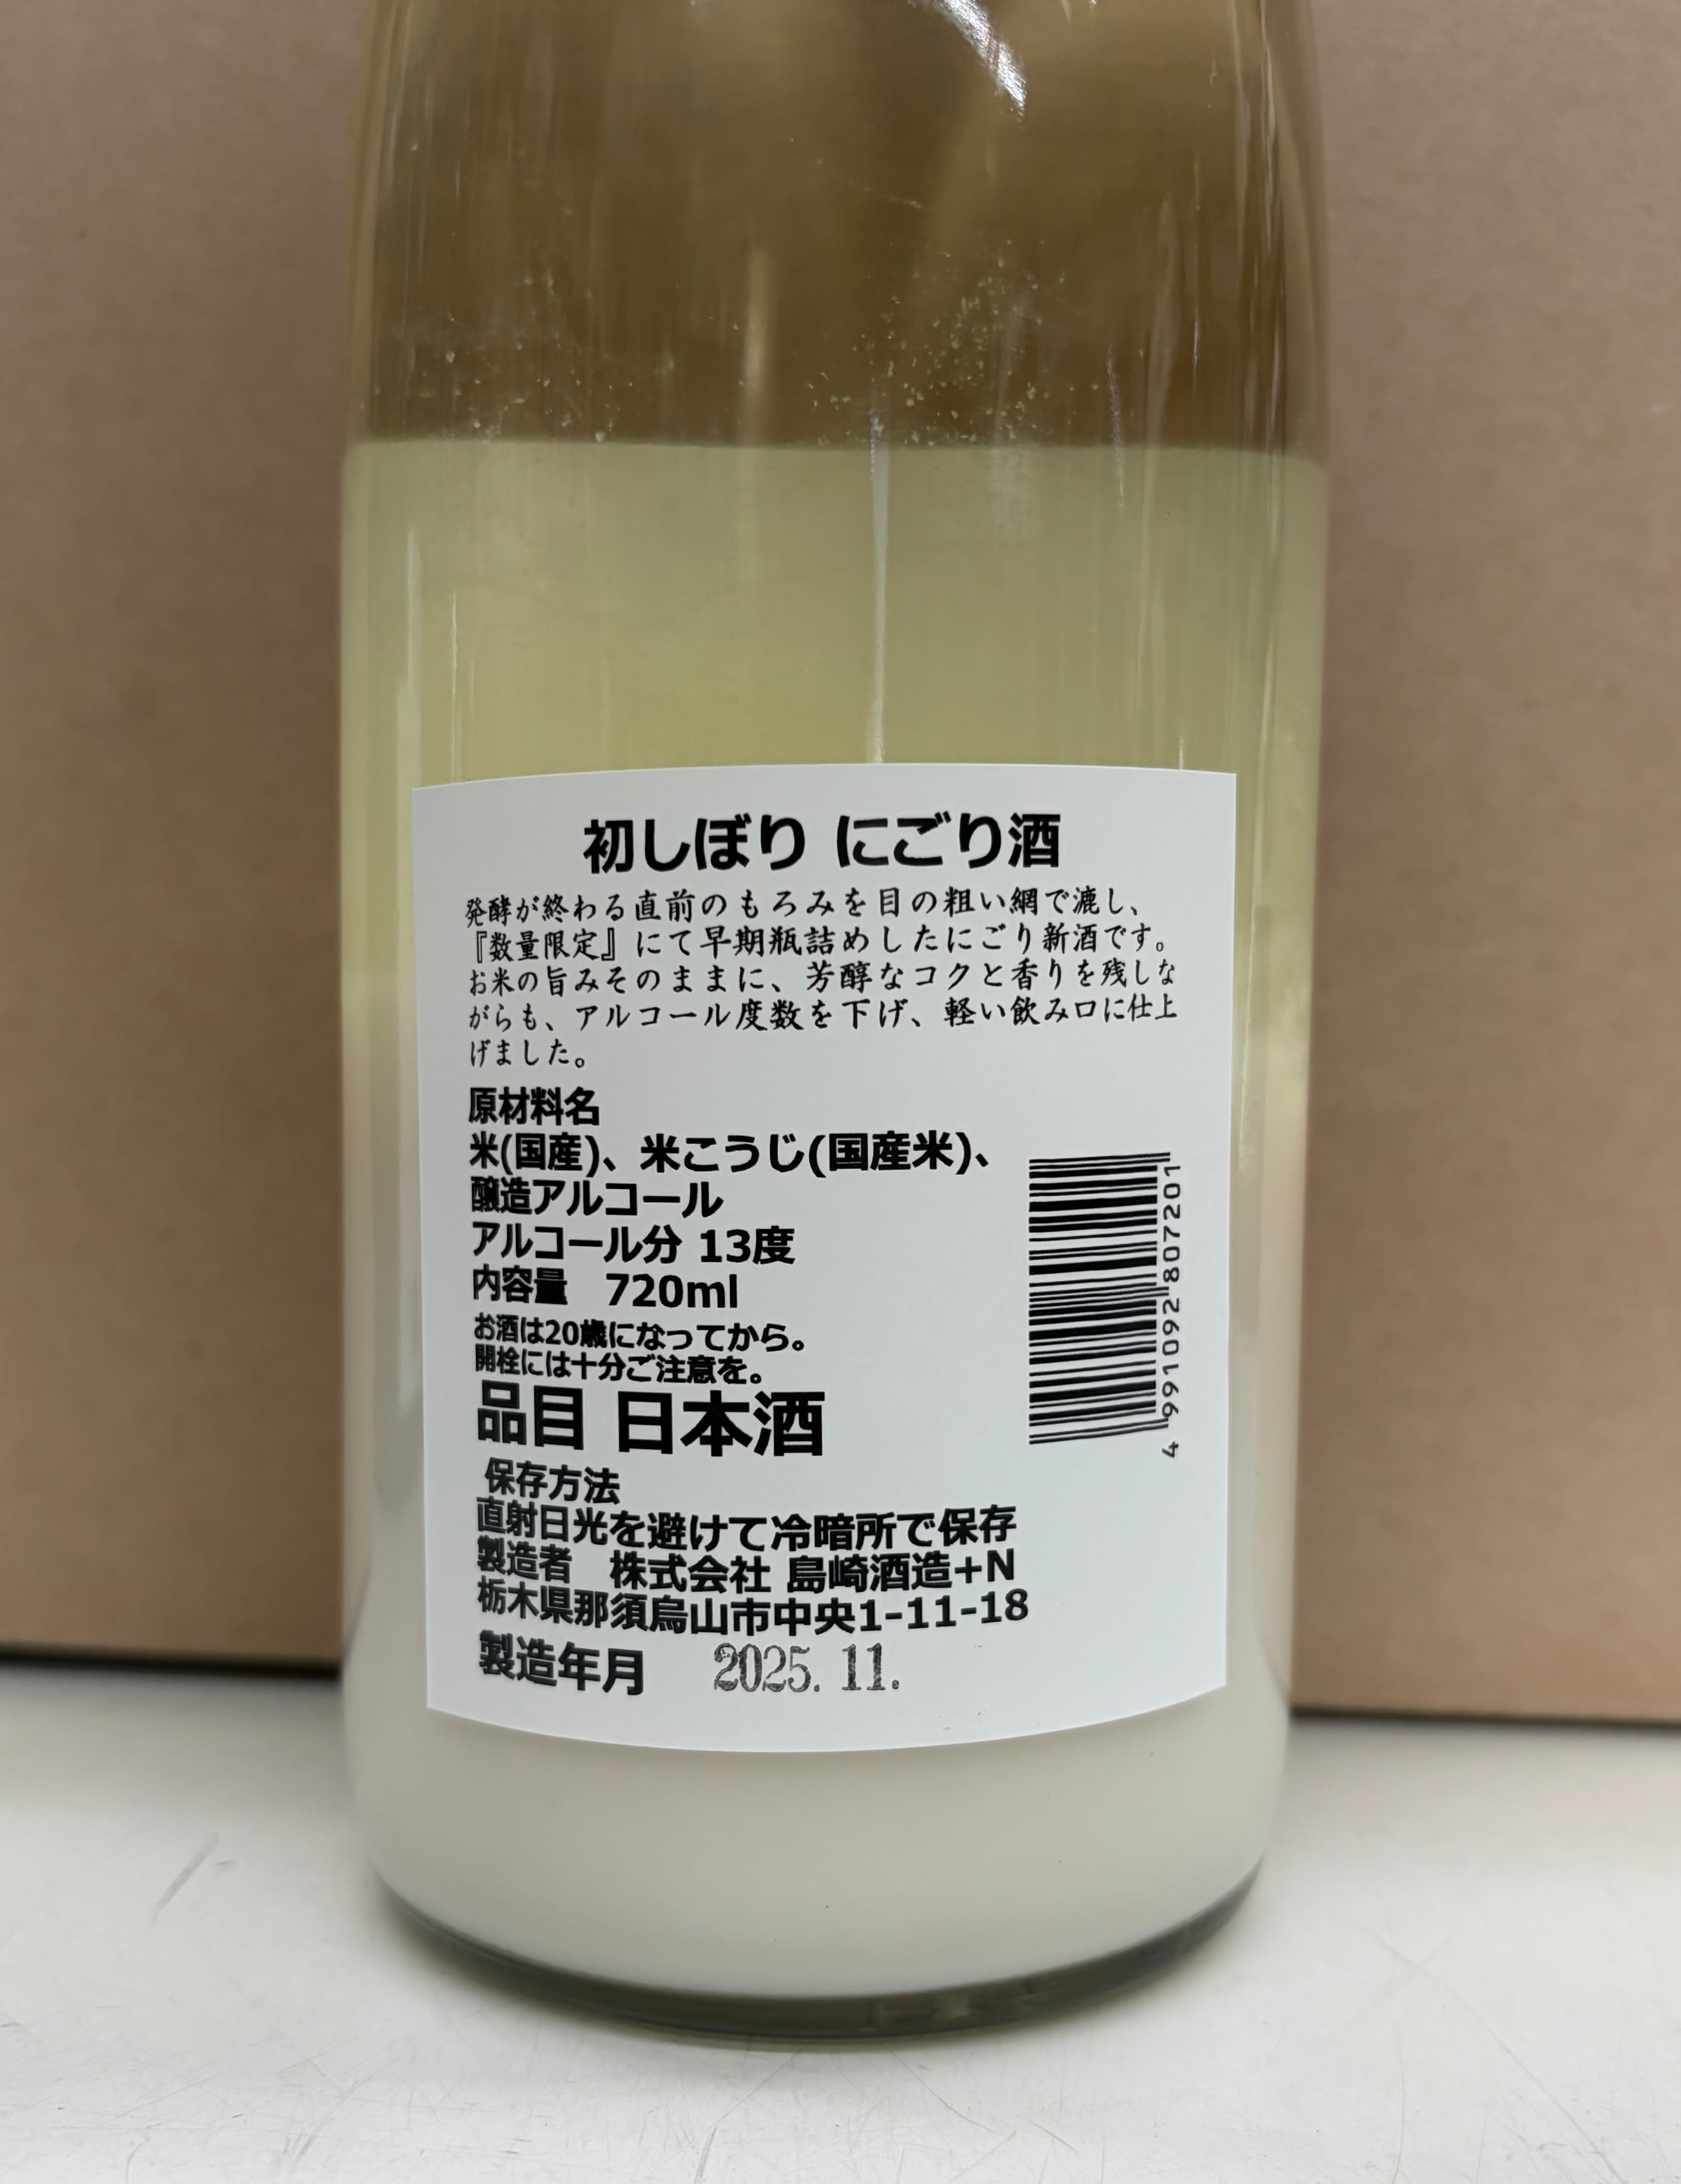 初しぼり にごり酒
発酵が終わる直前のもろみを目の粗い網で漉し、
『数量限定』にて早期瓶詰めしたにごり新酒です。
お米の旨みそのままに、芳醇なコクと香りを残しな
がらも、アルコール度数を下げ、軽い飲み口に仕上
げました。
原材料名
米(国産)、米こうじ(国産米)、
醸造アルコール
アルコール分 13度
内容量 720ml
お酒は20歳になってから。
開栓には十分ご注意を。
品目 日本酒
保存方法
直射日光を避けて冷暗所で保存
製造者 株式会社 島崎酒造+N
栃木県那須烏山市中央1-11-18
製造年月 2025. 11.
4 991092 807201